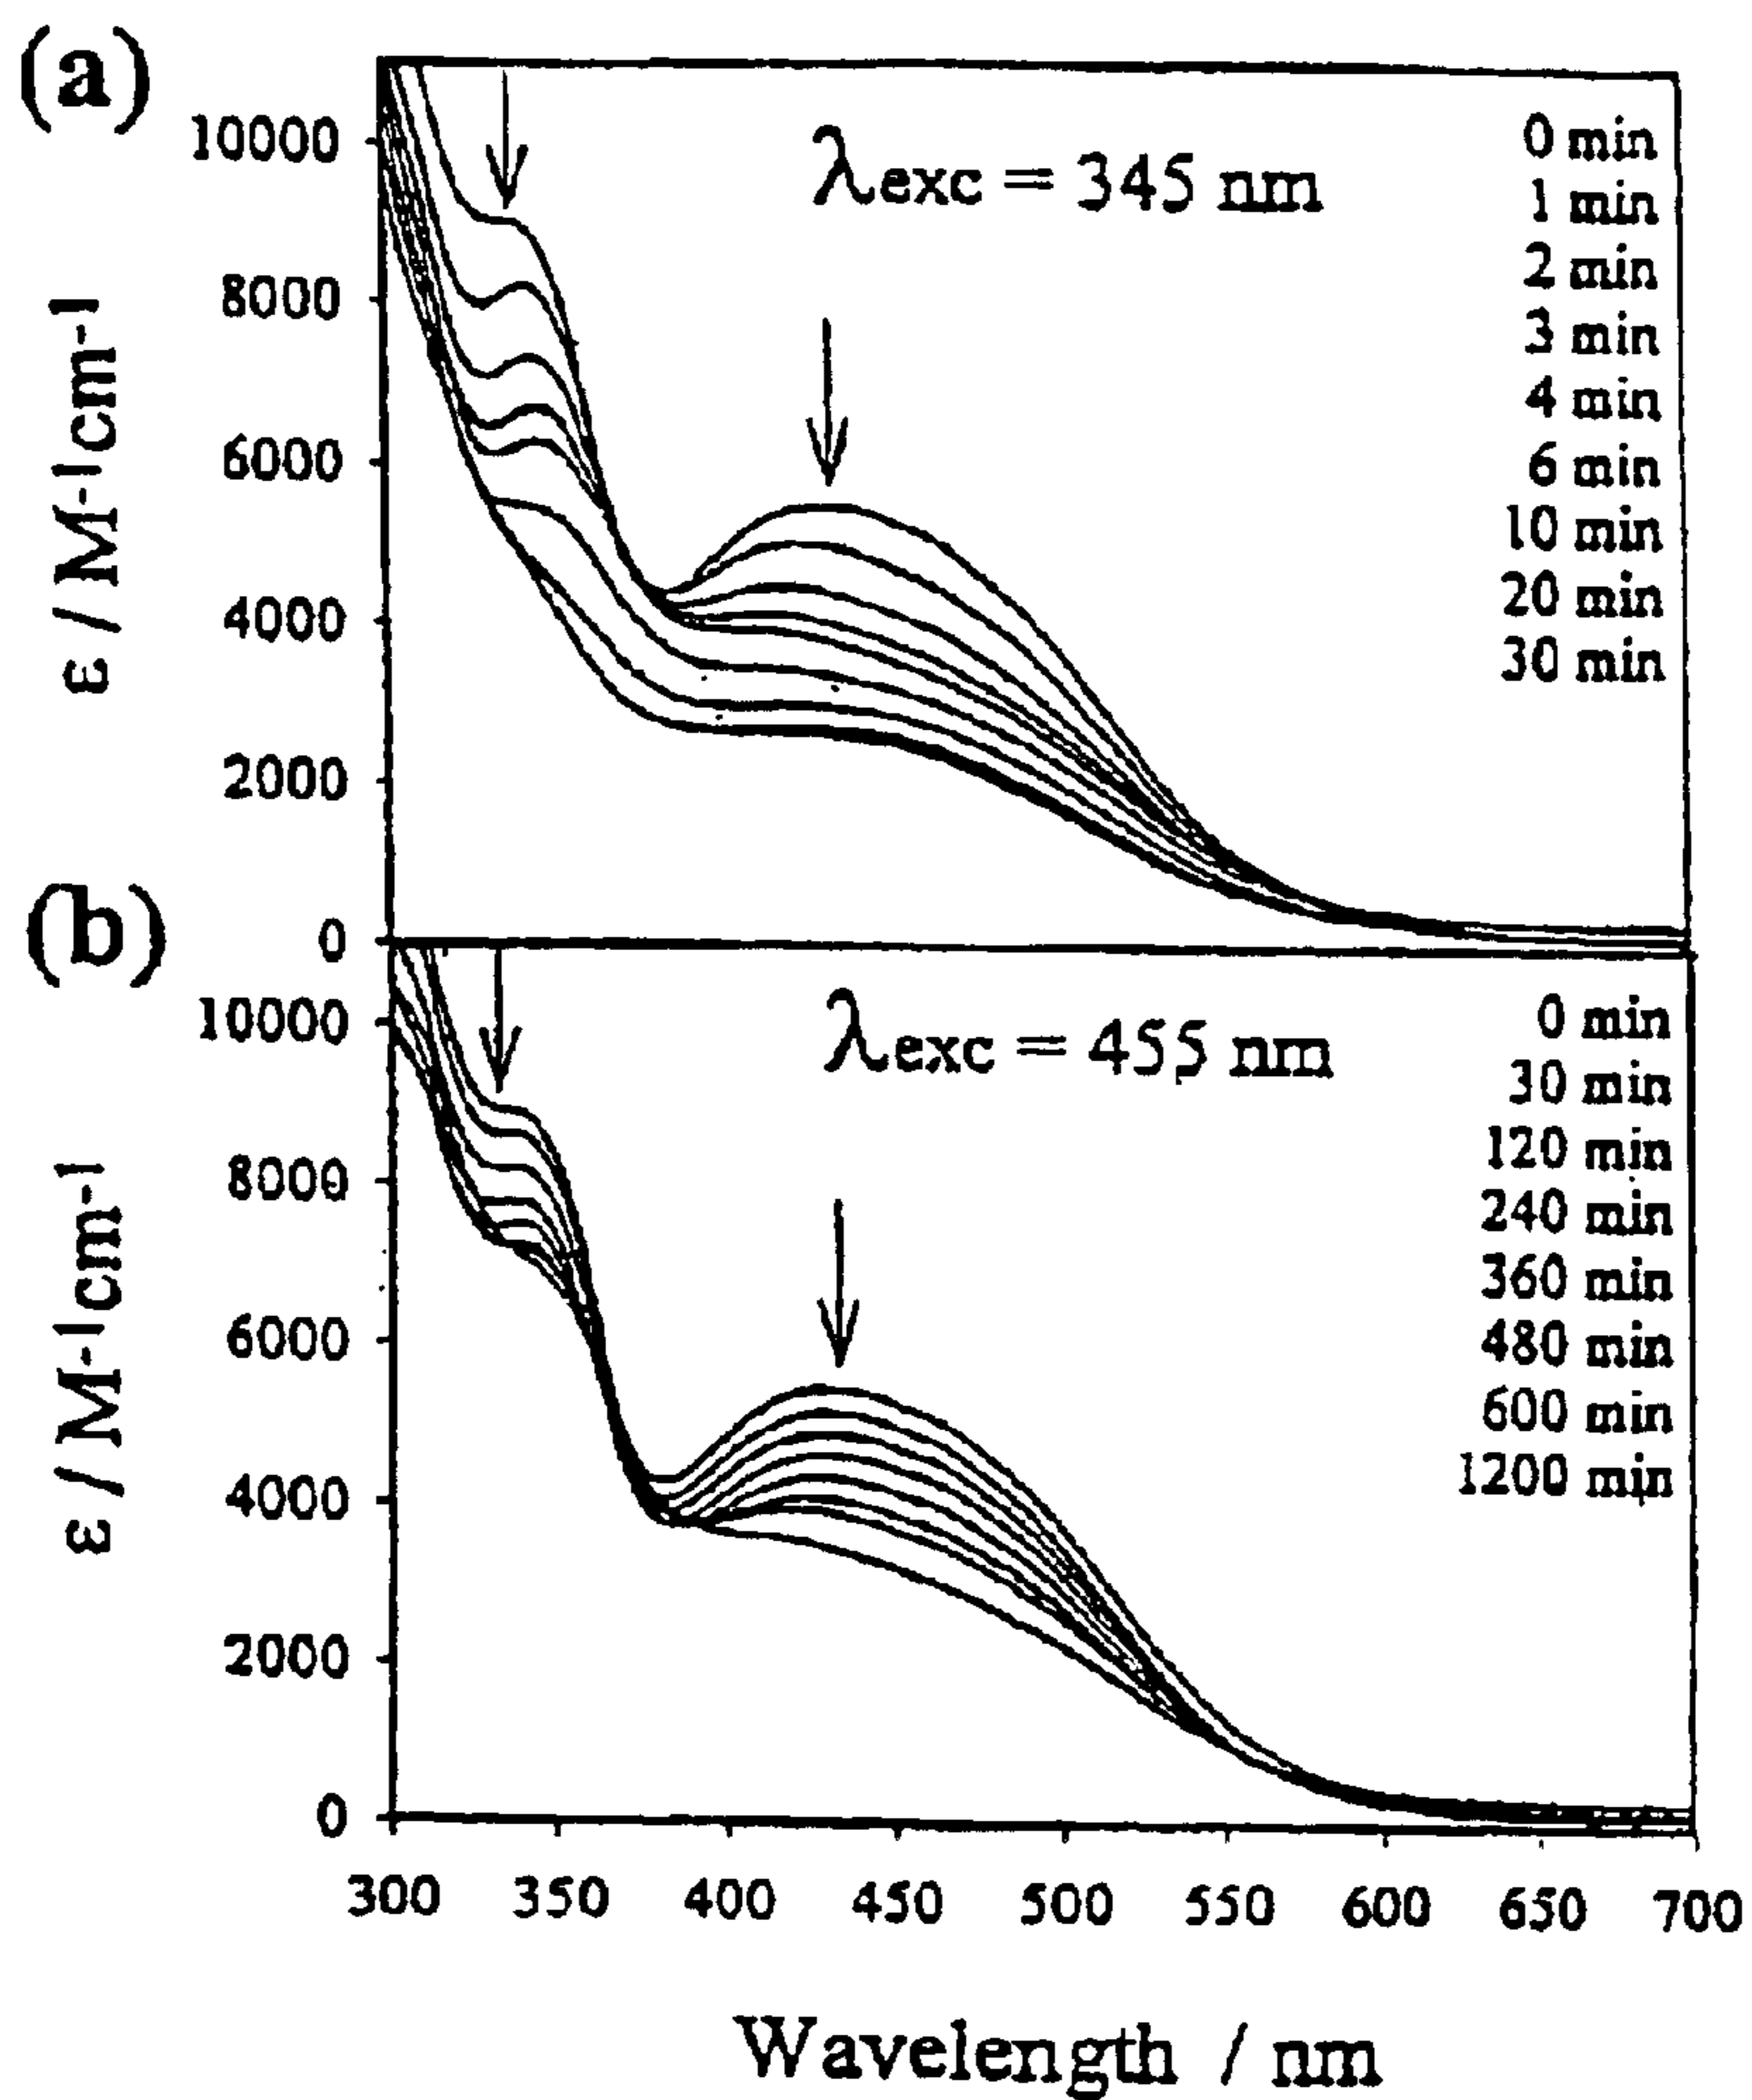 (a)
10000
8000
6000
4000
2000
0
ε / M-1cm-1
λexc = 345 nm
0 min
1 min
2 min
3 min
4 min
6 min
10 min
20 min
30 min
(b)
10000
8000
6000
4000
2000
0
ε / M-1cm-1
λexc = 455 nm
0 min
30 min
120 min
240 min
360 min
480 min
600 min
1200 min
300 350 400 450 500 550 600 650 700
Wavelength / nm